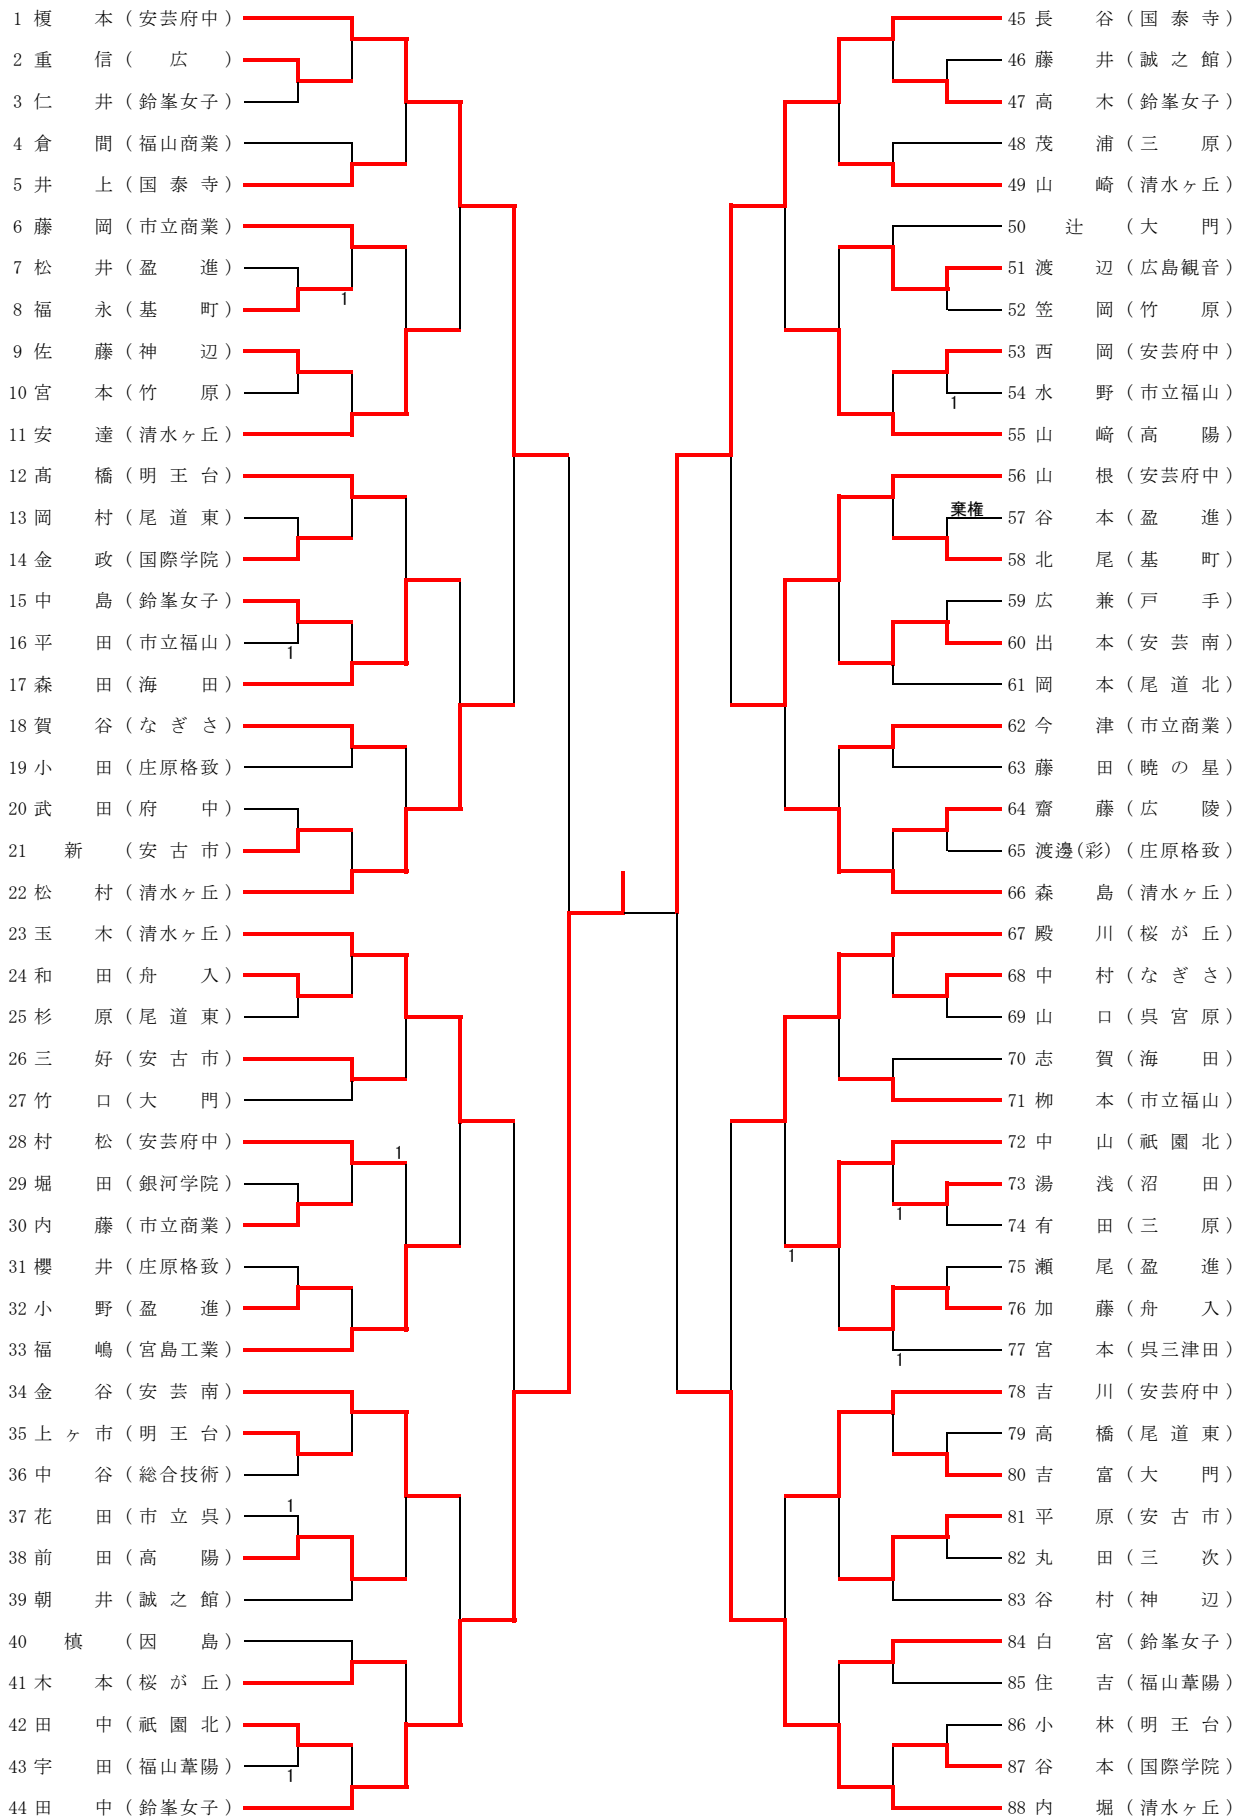 1 榎 本 (安芸府中)
2 重 信 ( 広 )
3 仁 井 (鈴峯女子)
4 倉 間 (福山商業)
5 井 上 (国 泰 寺)
6 藤 岡 (市立商業)
7 松 井 (盈 進)
1
8 福 永 (基 町)
9 佐 藤 (神 辺)
10 宮 本 (竹 原)
11 安 達 (清水ヶ丘)
12 髙 橋 (明 王 台)
13 岡 村 (尾 道 東)
14 金 政 (国際学院)
15 中 島 (鈴峯女子)
16 平 田 (市立福山)
1
17 森 田 (海 田)
18 賀 谷 (な ぎ さ)
19 小 田 (庄原格致)
20 武 田 (府 中)
21 新 (安 古 市)
22 松 村 (清水ヶ丘)
23 玉 木 (清水ヶ丘)
24 和 田 (舟 入)
25 杉 原 (尾 道 東)
26 三 好 (安 古 市)
27 竹 口 (大 門)
28 村 松 (安芸府中)
1
29 堀 田 (銀河学院)
30 内 藤 (市立商業)
31 櫻 井 (庄原格致)
32 小 野 (盈 進)
33 福 嶋 (宮島工業)
34 金 谷 (安 芸 南)
35 上 ヶ 市 (明 王 台)
36 中 谷 (総合技術)
1
37 花 田 (市 立 呉)
38 前 田 (高 陽)
39 朝 井 (誠 之 館)
40 槙 (因 島)
41 木 本 (桜 が 丘)
42 田 中 (祇 園 北)
43 宇 田 (福山葦陽)
1
44 田 中 (鈴峯女子)
45 長 谷 (国 泰 寺)
46 藤 井 (誠 之 館)
47 高 木 (鈴峯女子)
48 茂 浦 (三 原)
49 山 崎 (清水ヶ丘)
50 辻 (大 門)
51 渡 辺 (広島観音)
52 笠 岡 (竹 原)
53 西 岡 (安芸府中)
54 水 野 (市立福山)
1
55 山 﨑 (高 陽)
56 山 根 (安芸府中)
棄権
57 谷 本 (盈 進)
58 北 尾 (基 町)
59 広 兼 (戸 手)
60 出 本 (安 芸 南)
61 岡 本 (尾 道 北)
62 今 津 (市立商業)
63 藤 田 (暁 の 星)
64 齋 藤 (広 陵)
65 渡邊(彩) (庄原格致)
66 森 島 (清水ヶ丘)
67 殿 川 (桜 が 丘)
68 中 村 (な ぎ さ)
69 山 口 (呉 宮 原)
70 志 賀 (海 田)
71 栁 本 (市立福山)
72 中 山 (祇 園 北)
73 湯 浅 (沼 田)
1
74 有 田 (三 原)
1
75 瀬 尾 (盈 進)
76 加 藤 (舟 入)
77 宮 本 (呉三津田)
1
78 吉 川 (安芸府中)
79 高 橋 (尾 道 東)
80 吉 富 (大 門)
81 平 原 (安 古 市)
82 丸 田 (三 次)
83 谷 村 (神 辺)
84 白 宮 (鈴峯女子)
85 住 吉 (福山葦陽)
86 小 林 (明 王 台)
87 谷 本 (国際学院)
88 内 堀 (清水ヶ丘)